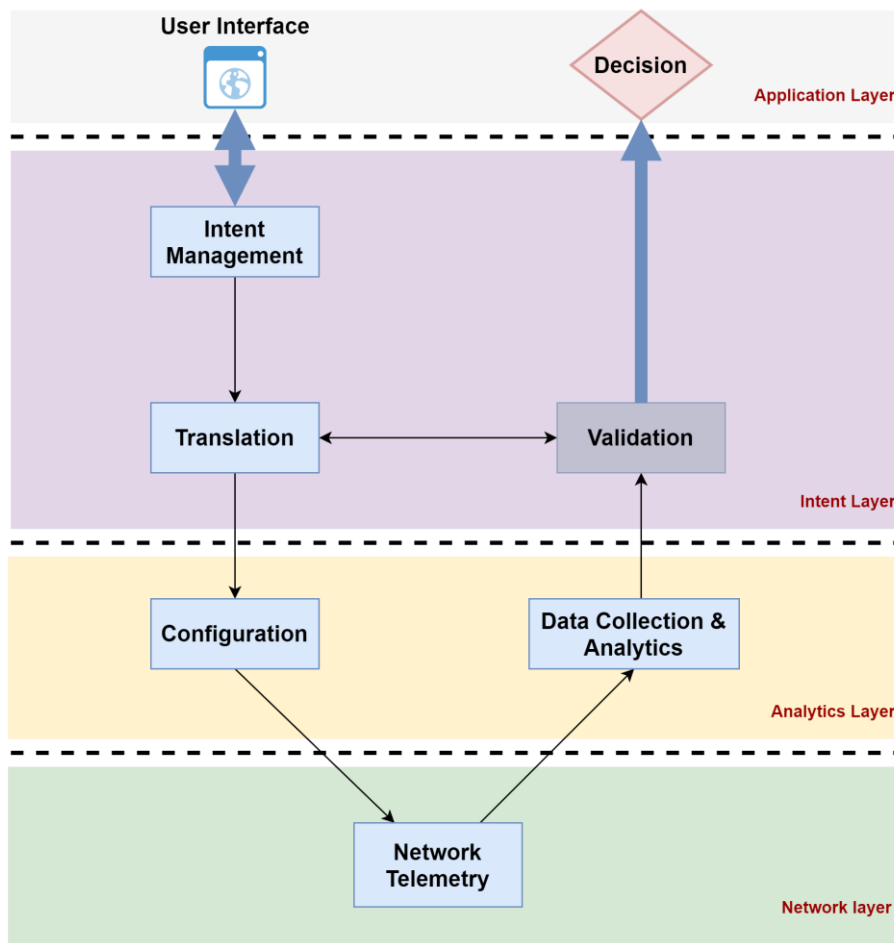 User Interface
Decision
Application Layer
Intent
Management
Translation
Validation
Intent Layer
Configuration
Data Collection &
Analytics
Analytics Layer
Network
Telemetry
Network layer